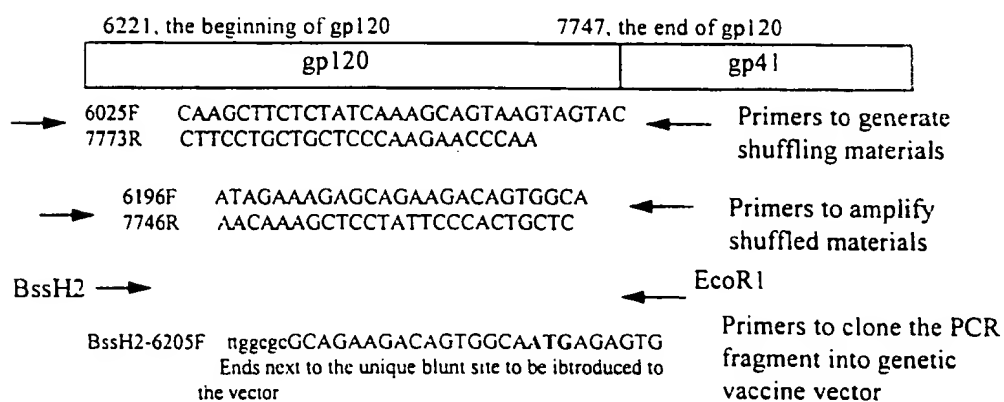 6221, the beginning of gp120
7747, the end of gp120
gp120
gp41
6025F CAAGCTTCTCTATCAAAGCAGTAAGTAGTAC
7773R CTTCCTGCTGCTCCCAAGAACCCAA
Primers to generate
shuffling materials
6196F ATAGAAAGAGCAGAAGACAGTGGCA
7746R AACAAAGCTCCTATTCCCACTGCTC
Primers to amplify
shuffled materials
BssH2
EcoR1
BssH2-6205F nggcgcGCAGAAGACAGTGGCAATGAGAGTG
Ends next to the unique blunt site to be ibtroduced to
the vector
Primers to clone the PCR
fragment into genetic
vaccine vector